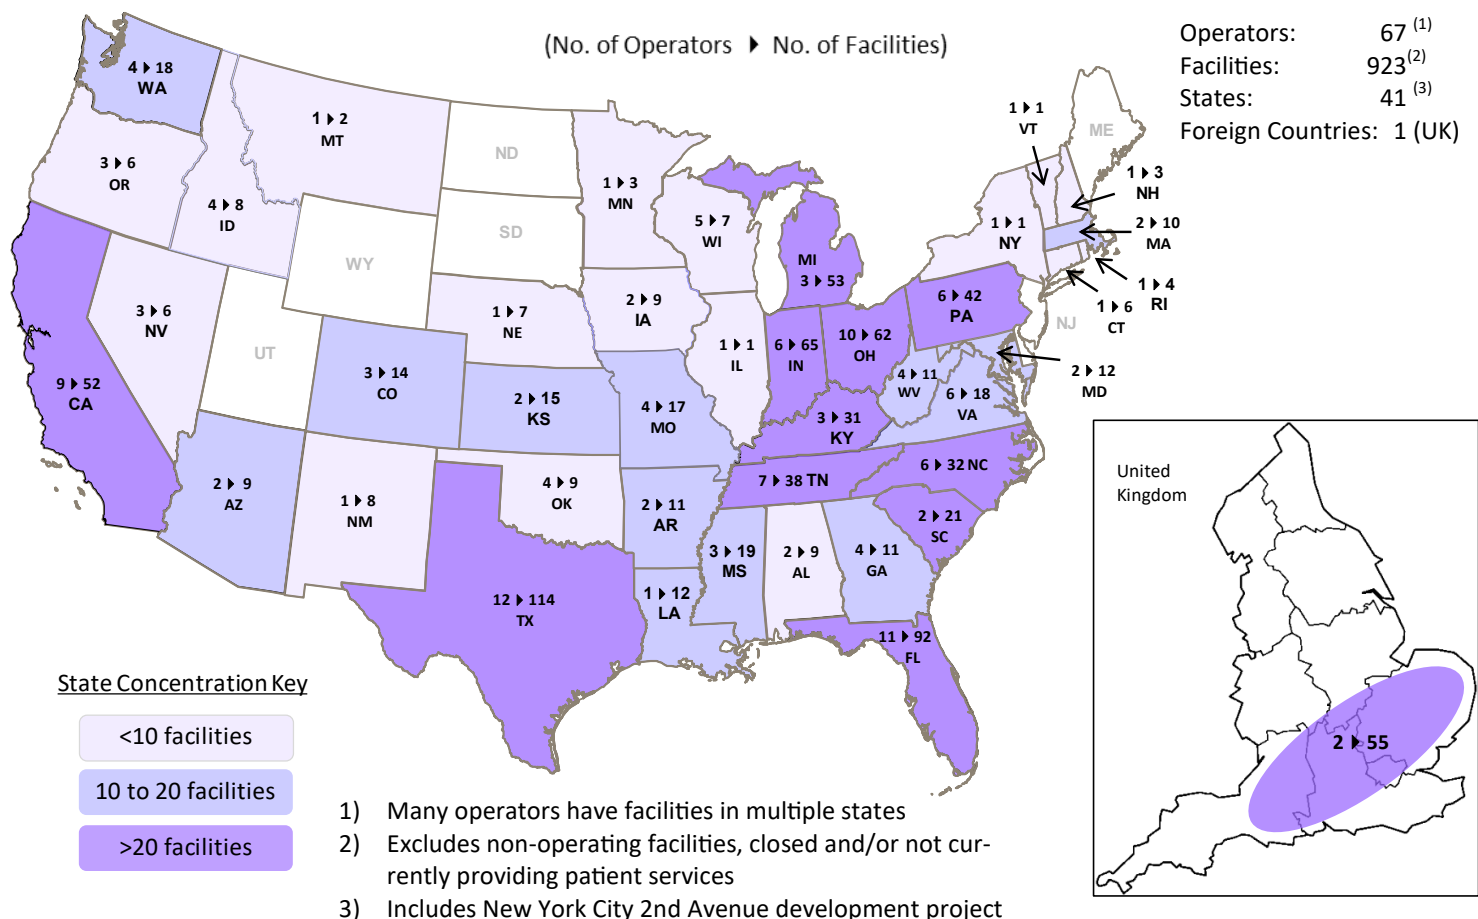 (No. of Operators ▶ No. of Facilities)
Operators: 67 (1)
Facilities: 923(2)
States: 41 (3)
Foreign Countries: 1 (UK)
4 ▶ 18
WA
1 ▶ 2
MT
ND
3 ▶ 6
OR
4 ▶ 8
ID
1 ▶ 3
MN
SD
5 ▶ 7
WI
WY
MI
3 ▶ 53
1 ▶ 1
VT
ME
1 ▶ 3
NH
1 ▶ 1
NY
2 ▶ 10
MA
1 ▶ 4
RI
1 ▶ 6
CT
NJ
6 ▶ 42
PA
3 ▶ 6
NV
UT
1 ▶ 7
NE
2 ▶ 9
IA
1 ▶ 1
IL
6 ▶ 65
IN
10 ▶ 62
OH
2 ▶ 12
MD
9 ▶ 52
CA
3 ▶ 14
CO
2 ▶ 15
KS
4 ▶ 17
MO
4 ▶ 11
WV
6 ▶ 18
VA
3 ▶ 31
KY
2 ▶ 9
AZ
1 ▶ 8
NM
4 ▶ 9
OK
2 ▶ 11
AR
7 ▶ 38 TN
6 ▶ 32 NC
2 ▶ 21
SC
3 ▶ 19
MS
2 ▶ 9
AL
4 ▶ 11
GA
12 ▶ 114
TX
1 ▶ 12
LA
11 ▶ 92
FL
United
Kingdom
2 ▶ 55
State Concentration Key
<10 facilities
10 to 20 facilities
>20 facilities
1) Many operators have facilities in multiple states
2) Excludes non-operating facilities, closed and/or not cur-
rently providing patient services
3) Includes New York City 2nd Avenue development project